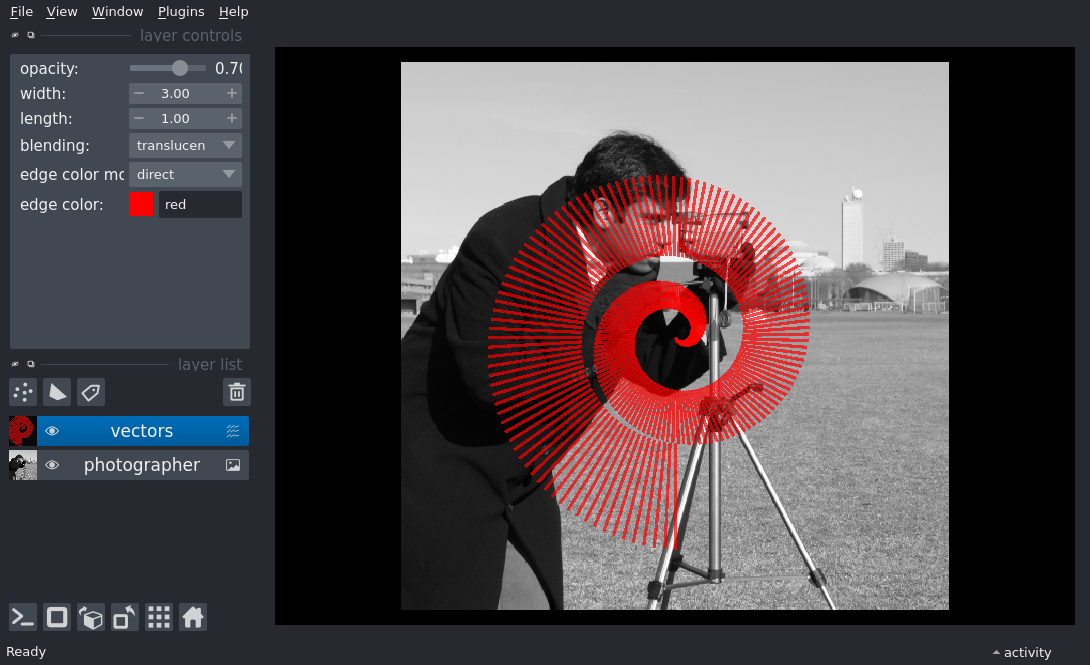 File View Window Plugins Help
layer controls
opacity: 0.70
width: 3.00
length: 1.00
blending: translucen
edge color mo direct
edge color: red
layer list
vectors
photographer
Ready
activity